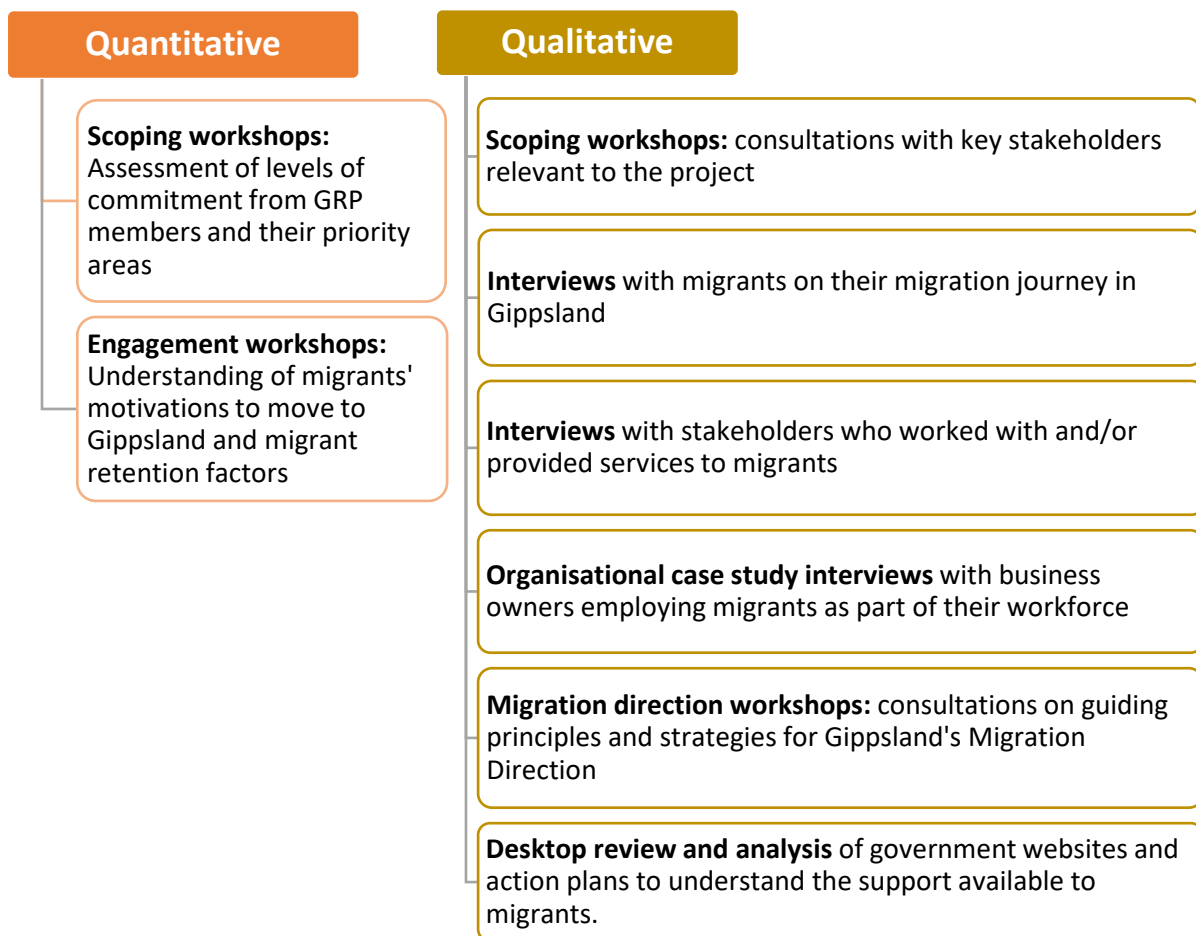 Quantitative
Scoping workshops:
Assessment of levels of
commitment from GRP
members and their priority
areas
Engagement workshops:
Understanding of migrants'
motivations to move to
Gippsland and migrant
retention factors
Qualitative
Scoping workshops: consultations with key stakeholders
relevant to the project
Interviews with migrants on their migration journey in
Gippsland
Interviews with stakeholders who worked with and/or
provided services to migrants
Organisational case study interviews with business
owners employing migrants as part of their workforce
Migration direction workshops: consultations on guiding
principles and strategies for Gippsland's Migration
Direction
Desktop review and analysis of government websites and
action plans to understand the support available to
migrants.